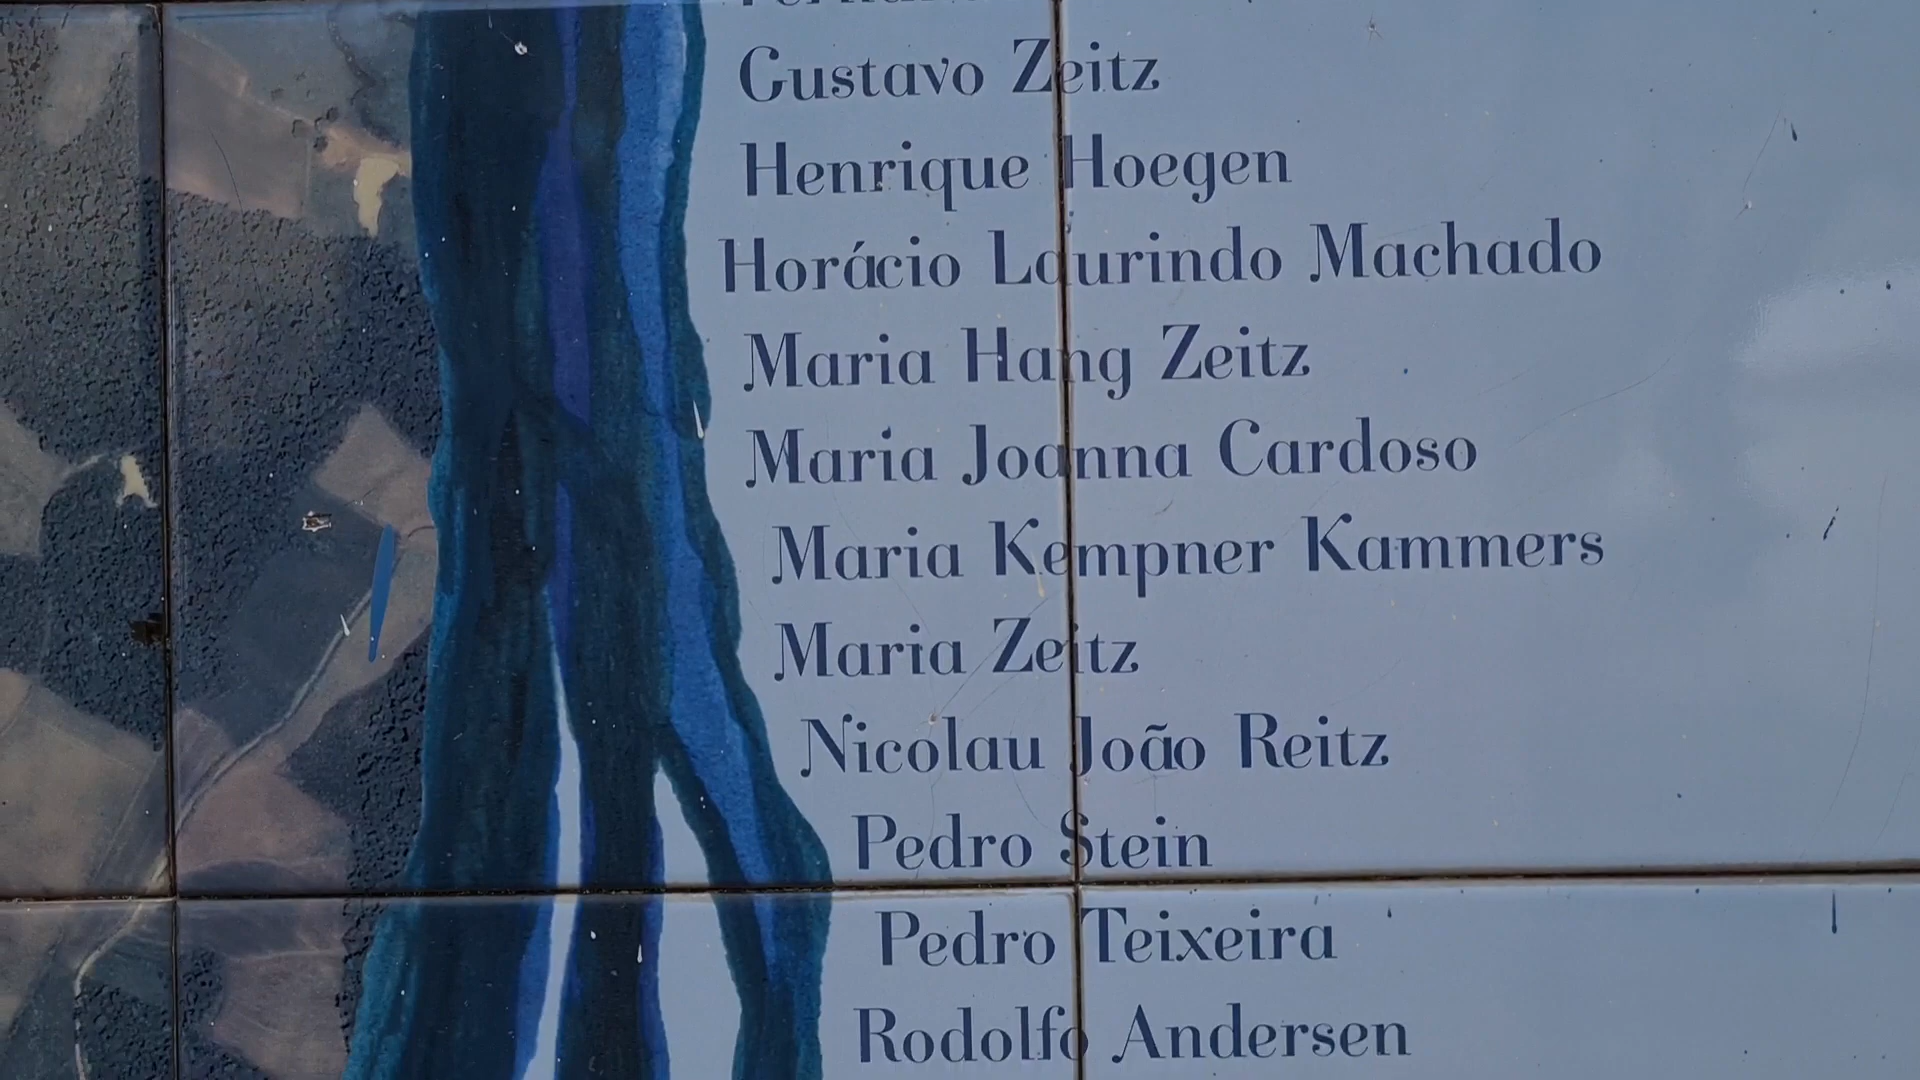 Gustavo Zeitz
Henrique Hoegen
Horácio Laurindo Machado
Maria Hang Zeitz
Maria Joanna Cardoso
Maria Kempner Kammers
Maria Zeitz
Nicolau João Reitz
Pedro Stein
Pedro Teixeira
Rodolfo Andersen